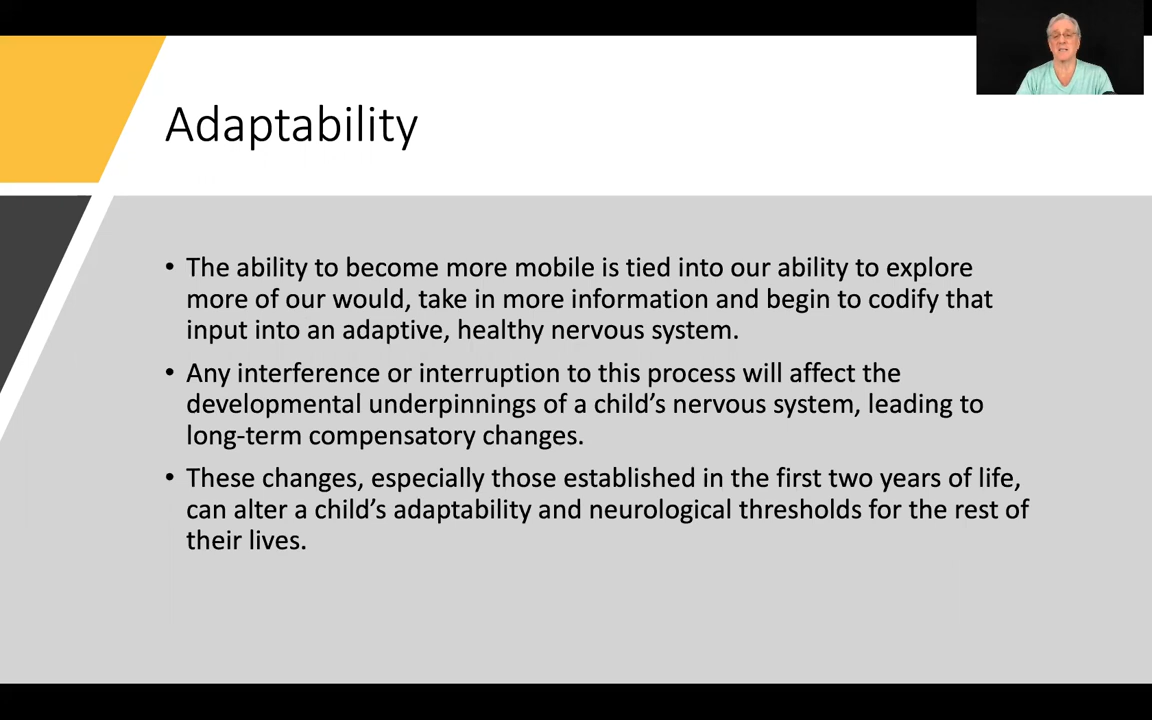 Adaptability
• The ability to become more mobile is tied into our ability to explore
more of our would, take in more information and begin to codify that
input into an adaptive, healthy nervous system.
• Any interference or interruption to this process will affect the
developmental underpinnings of a child’s nervous system, leading to
long-term compensatory changes.
• These changes, especially those established in the first two years of life,
can alter a child’s adaptability and neurological thresholds for the rest of
their lives.